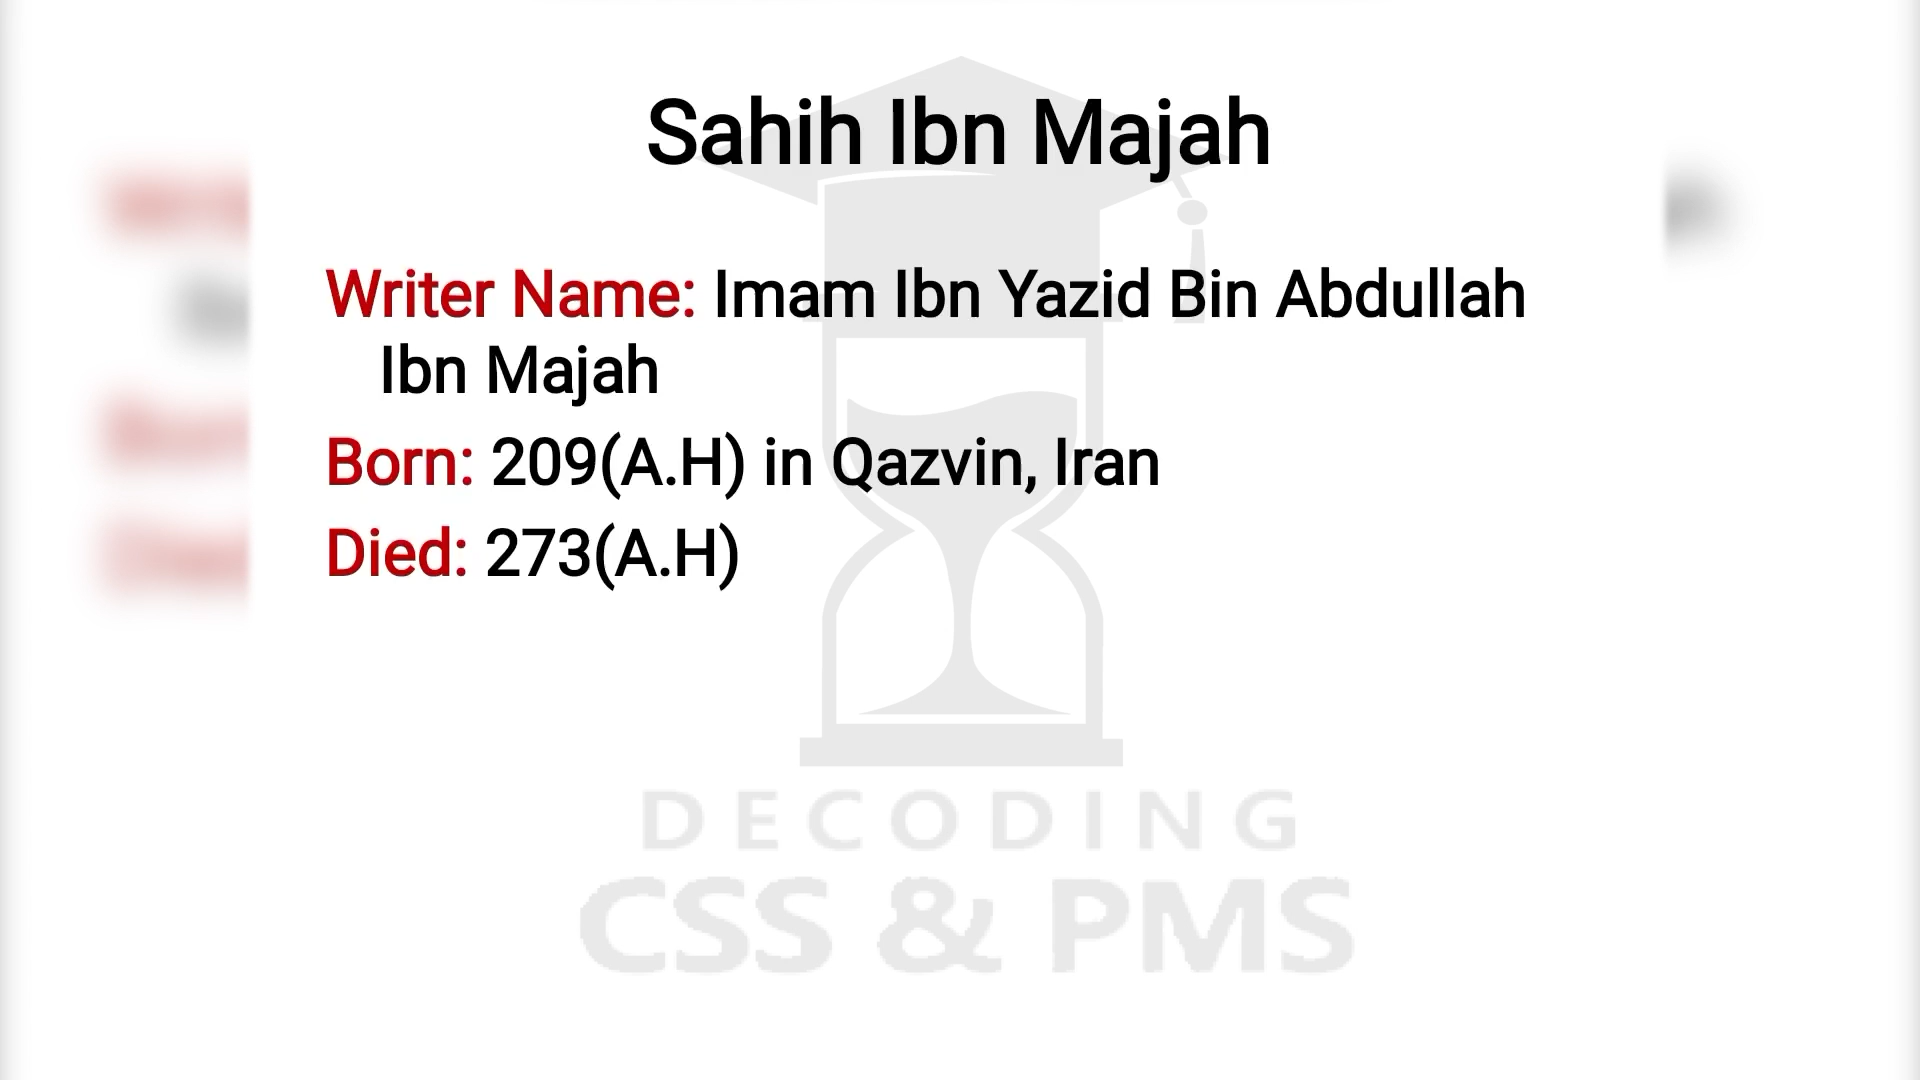 Sahih Ibn Majah
Writer Name: Imam Ibn Yazid Bin Abdullah
Ibn Majah
Born: 209(A.H) in Qazvin, Iran
Died: 273(A.H)
DECODING
CSS & PMS